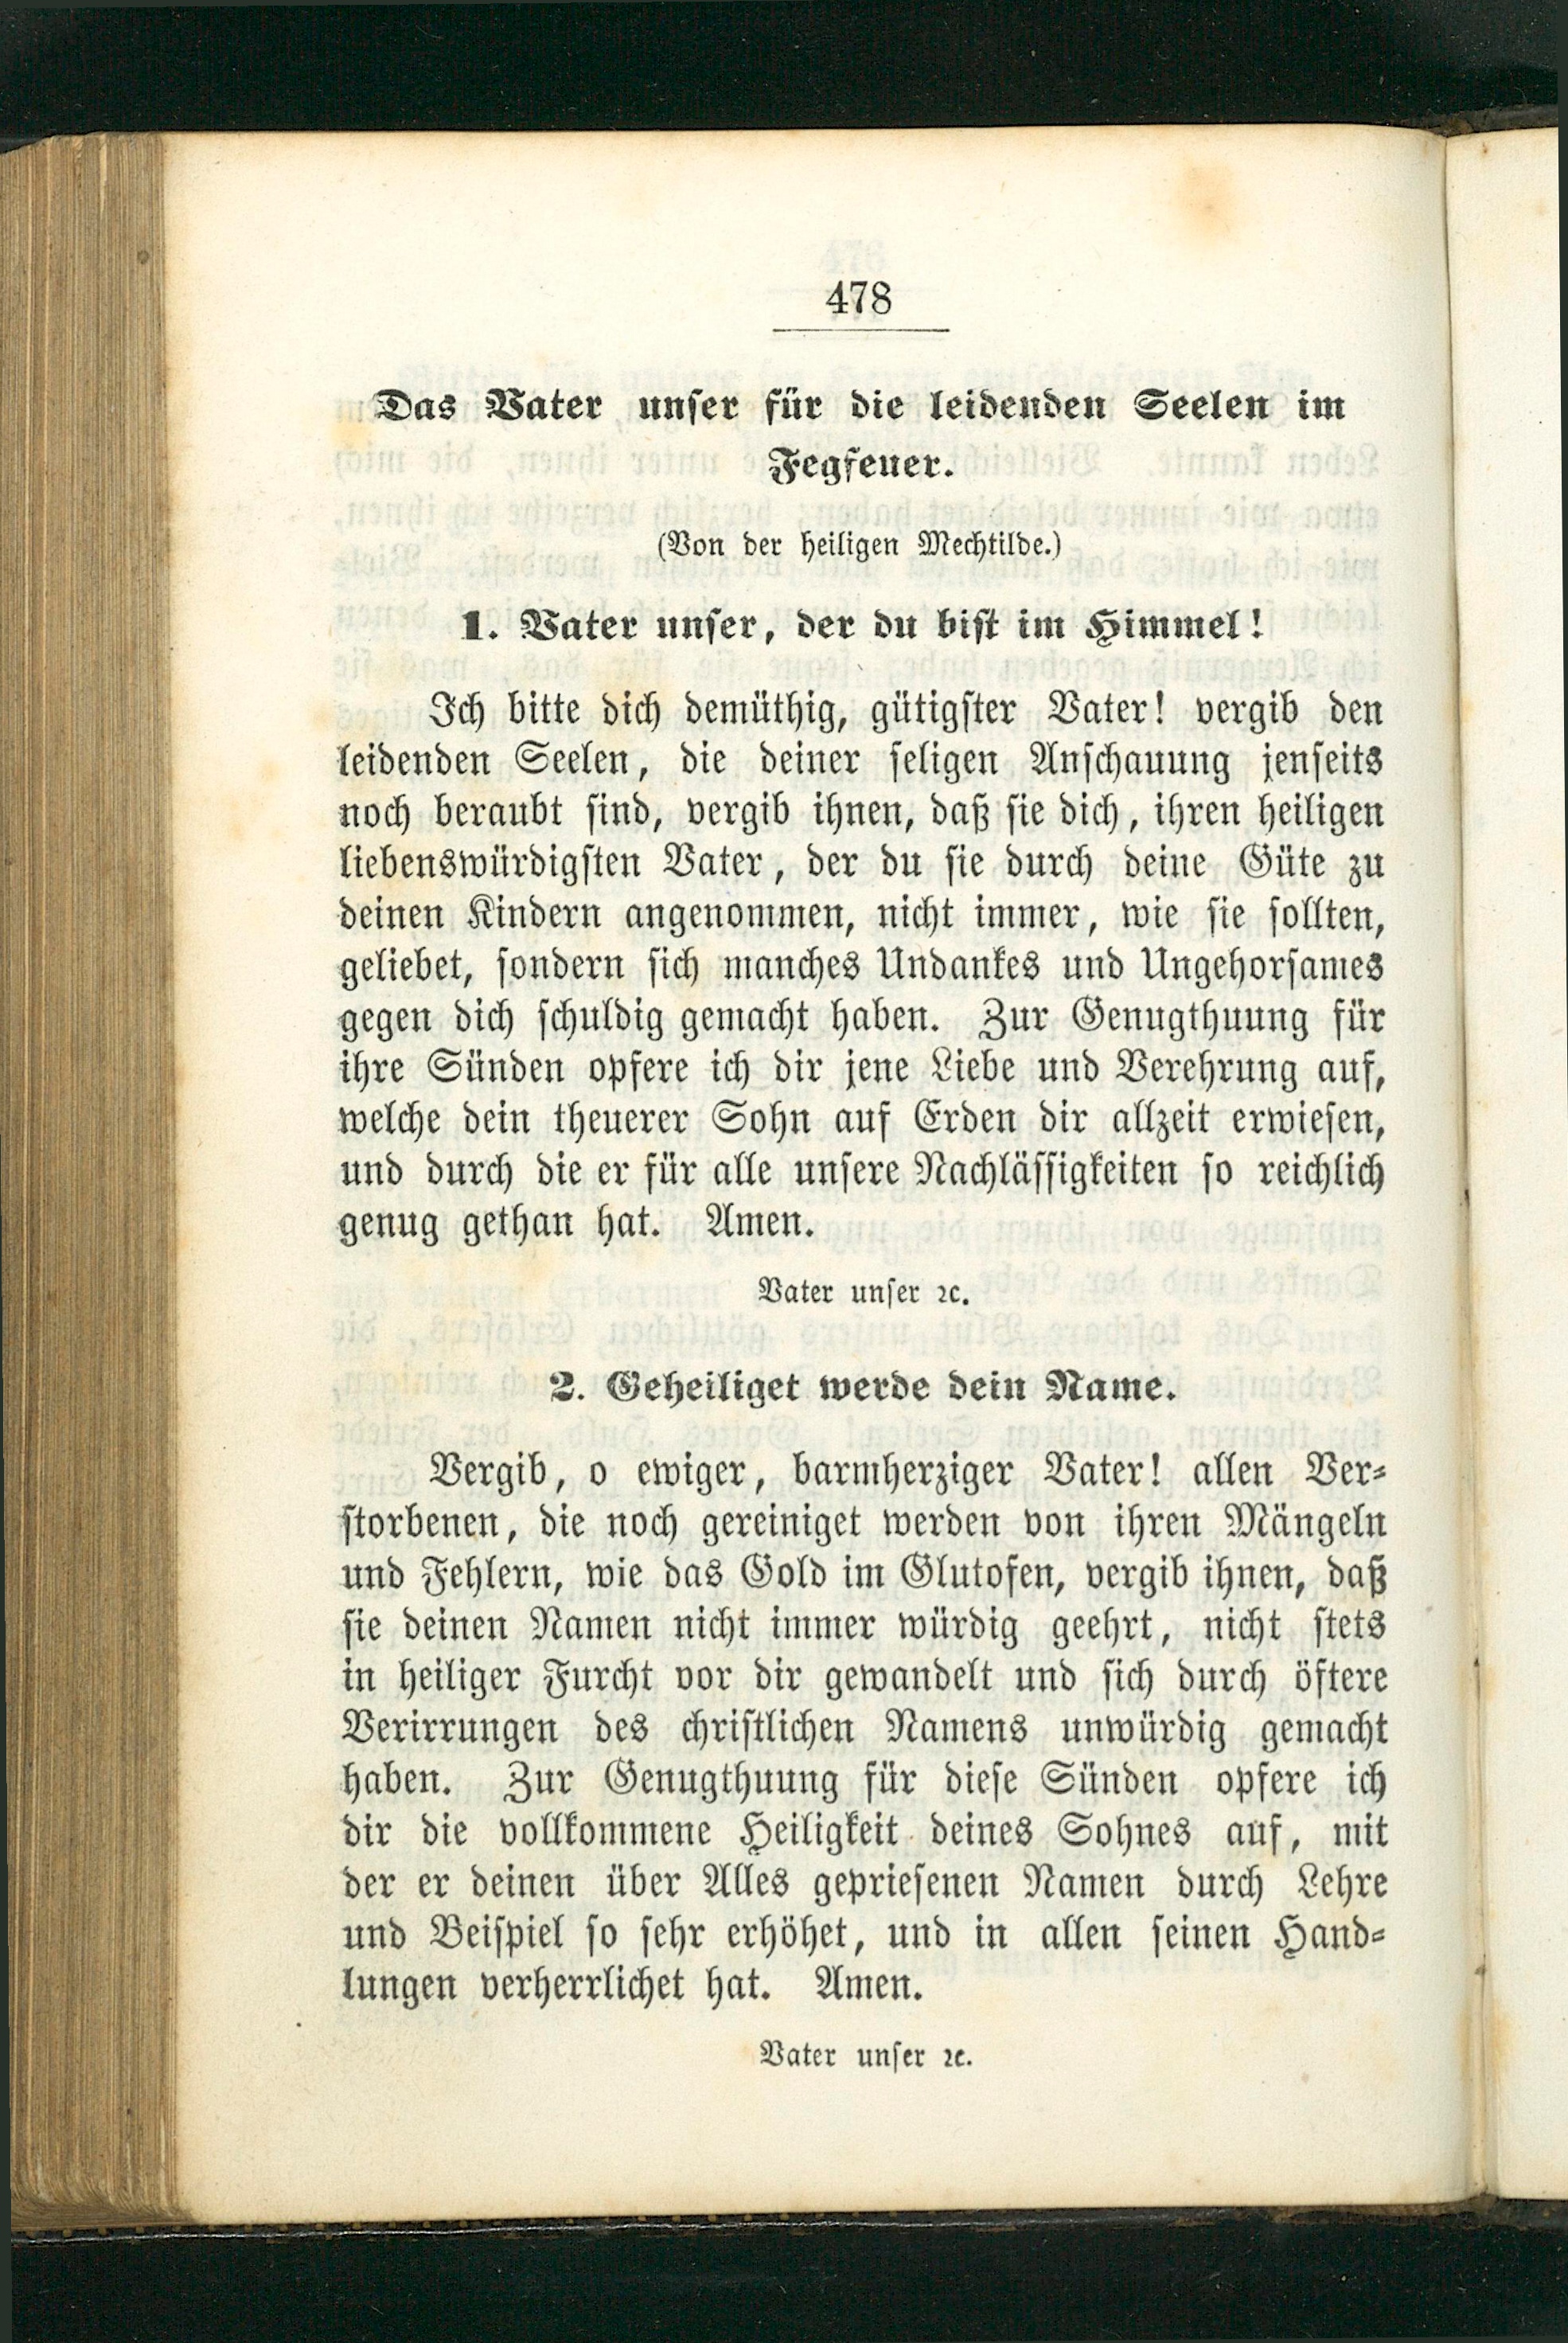 478
Das Vater unser für die leidenden Seelen im
Fegfeuer.
(Von der heiligen Mechtilde.)
1. Vater unser, der du bist im Himmel!
Ich bitte dich demüthig, gütigster Vater! vergib den
leidenden Seelen, die deiner seligen Anschauung jenseits
noch beraubt sind, vergib ihnen, daß sie dich, ihren heiligen
liebenswürdigsten Vater, der du sie durch deine Güte zu
deinen Kindern angenommen, nicht immer, wie sie sollten,
geliebet, sondern sich manches Undankes und Ungehorsames
gegen dich schuldig gemacht haben. Zur Genugthuung für
ihre Sünden opfere ich dir jene Liebe und Verehrung auf,
welche dein theuerer Sohn auf Erden dir allzeit erwiesen,
und durch die er für alle unsere Nachlässigkeiten so reichlich
genug gethan hat. Amen.
Vater unser ꝛc.
2. Geheiliget werde dein Name.
Vergib, o ewiger, barmherziger Vater! allen Ver-
storbenen, die noch gereiniget werden von ihren Mängeln
und Fehlern, wie das Gold im Glutofen, vergib ihnen, daß
sie deinen Namen nicht immer würdig geehrt, nicht stets
in heiliger Furcht vor dir gewandelt und sich durch öftere
Verirrungen des christlichen Namens unwürdig gemacht
haben. Zur Genugthuung für diese Sünden opfere ich
dir die vollkommene Heiligkeit deines Sohnes auf, mit
der er deinen über Alles gepriesenen Namen durch Lehre
und Beispiel so sehr erhöhet, und in allen seinen Hand-
lungen verherrlichet hat. Amen.
Vater unser ꝛc.